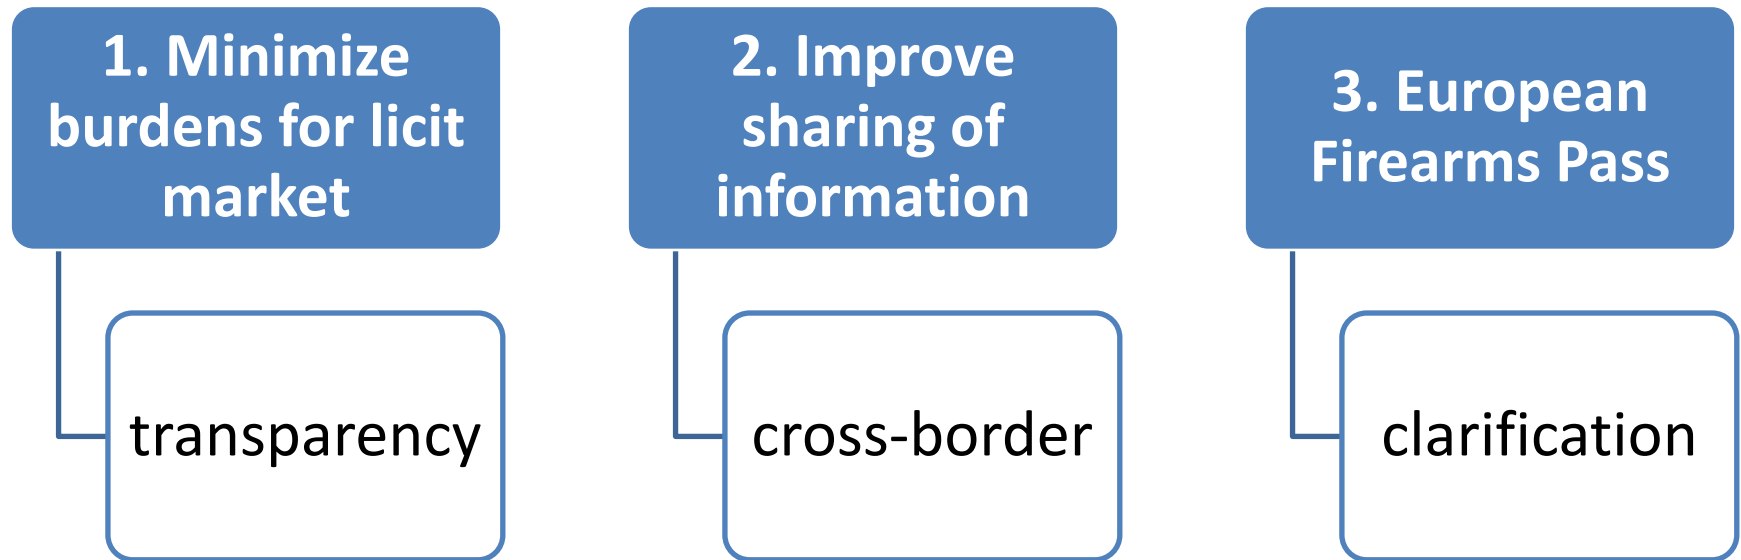 1. Minimize
burdens for licit
market
transparency
2. Improve
sharing of
information
cross-border
3. European
Firearms Pass
clarification